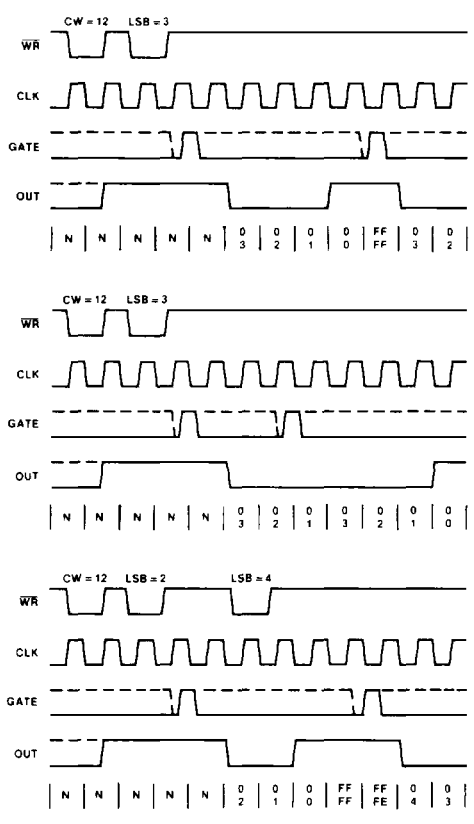 CW = 12 LSB = 3
WR
CLK
GATE
OUT
N N N N N 0 0 0 0 FF 0 0
3 2 1 0 FF 3 2
CW = 12 LSB = 3
WR
CLK
GATE
OUT
N N N N N 0 0 0 0 0 0 0
3 2 1 3 2 1 0
CW = 12 LSB = 2 LSB = 4
WR
CLK
GATE
OUT
N N N N N 0 0 0 FF FF 0 0
2 1 0 FF FE 4 3